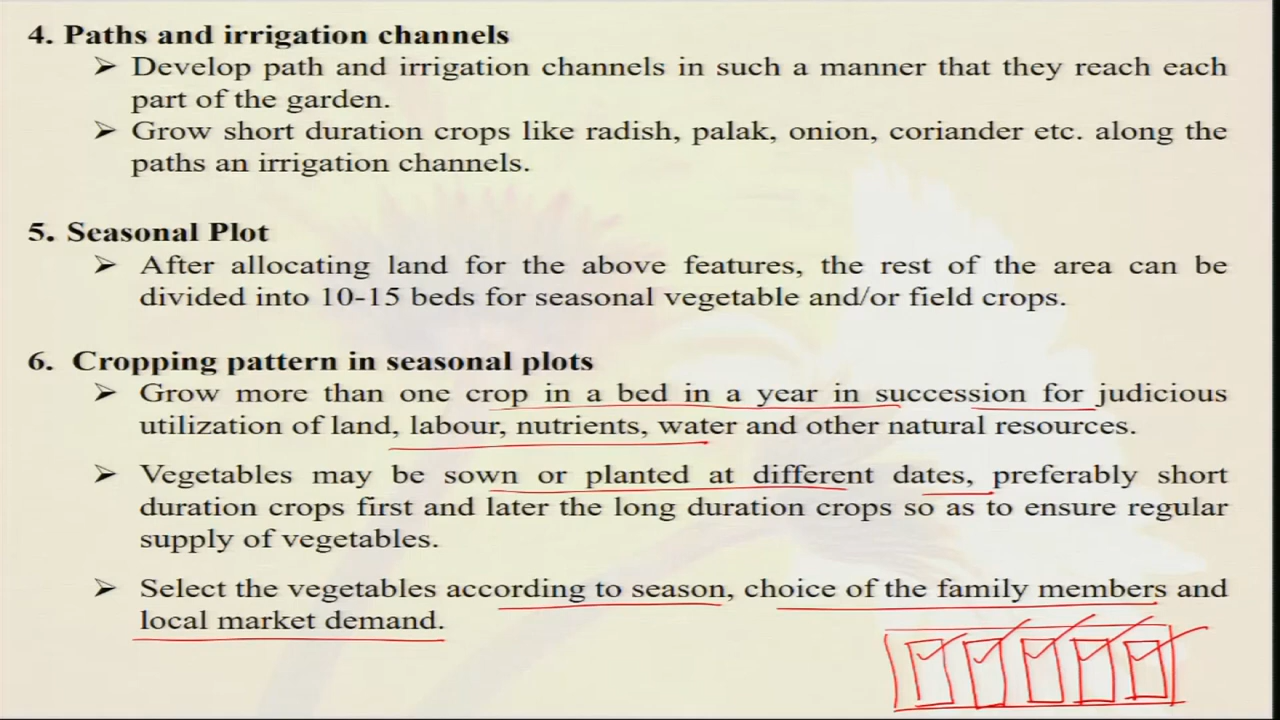 4. Paths and irrigation channels
➢ Develop path and irrigation channels in such a manner that they reach each
part of the garden.
➢ Grow short duration crops like radish, palak, onion, coriander etc. along the
paths an irrigation channels.
5. Seasonal Plot
➢ After allocating land for the above features, the rest of the area can be
divided into 10-15 beds for seasonal vegetable and/or field crops.
6. Cropping pattern in seasonal plots
➢ Grow more than one crop in a bed in a year in succession for judicious
utilization of land, labour, nutrients, water and other natural resources.
➢ Vegetables may be sown or planted at different dates, preferably short
duration crops first and later the long duration crops so as to ensure regular
supply of vegetables.
➢ Select the vegetables according to season, choice of the family members and
local market demand.